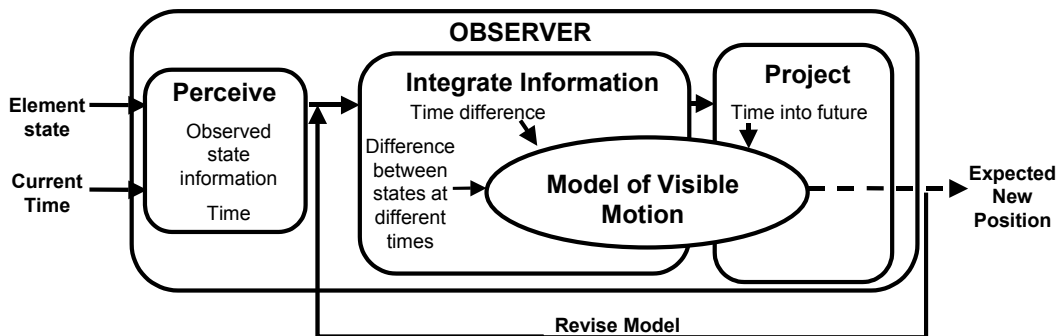 OBSERVER
Element
state
Current
Time
Perceive
Observed
state
information
Time
Integrate Information
Time difference
Difference
between
states at
different
times
Model of Visible
Motion
Project
Time into future
Expected
New
Position
Revise Model